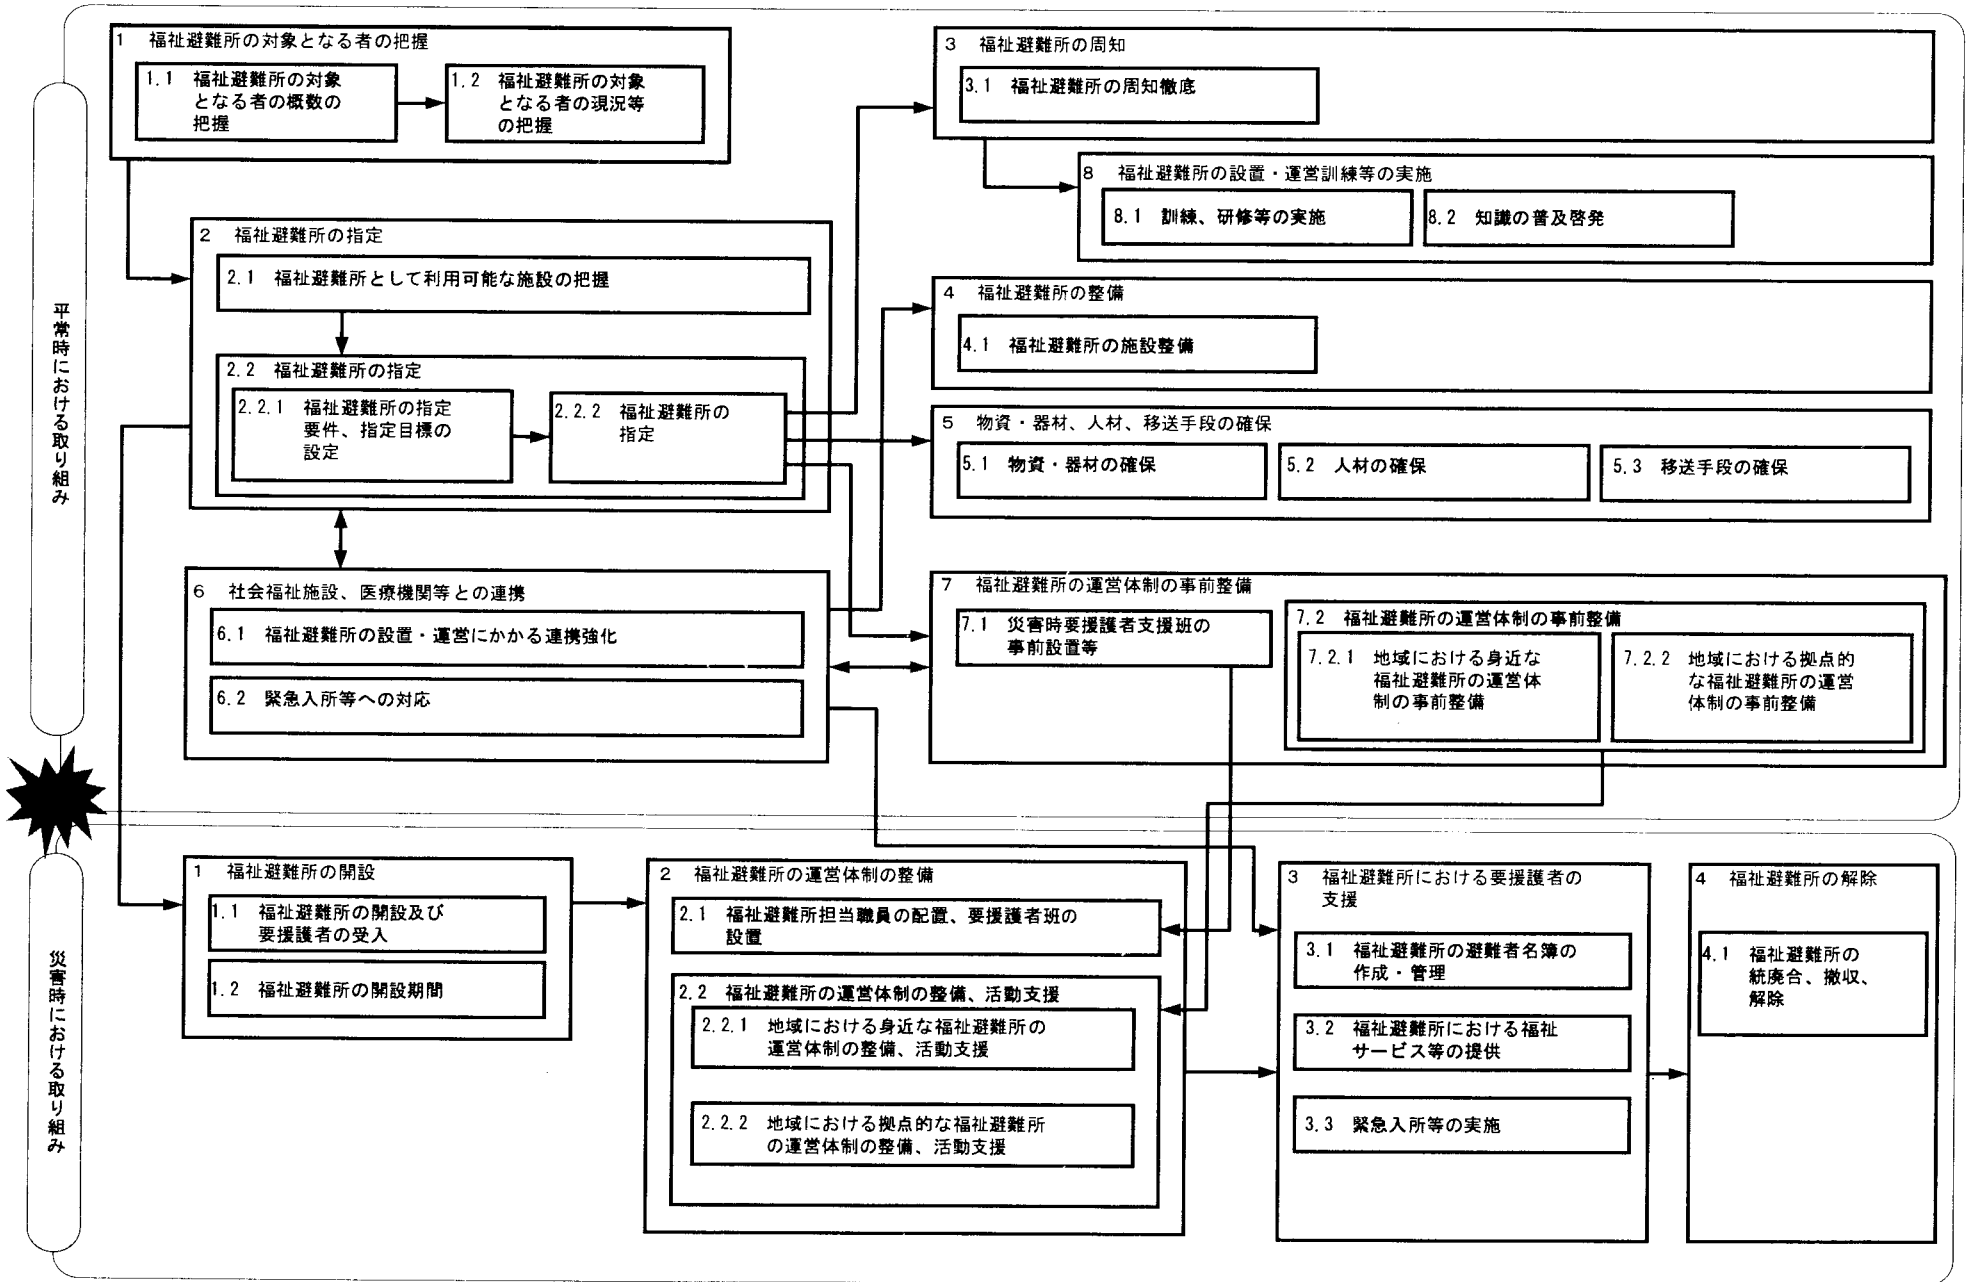 平常時における取り組み
1 福祉避難所の対象となる者の把握
1.1 福祉避難所の対象
となる者の概数の
把握
1.2 福祉避難所の対象
となる者の現況等
の把握
2 福祉避難所の指定
2.1 福祉避難所として利用可能な施設の把握
2.2 福祉避難所の指定
2.2.1 福祉避難所の指定
要件、指定目標の
設定
2.2.2 福祉避難所の
指定
3 福祉避難所の周知
3.1 福祉避難所の周知徹底
8 福祉避難所の設置・運営訓練等の実施
8.1 訓練、研修等の実施
8.2 知識の普及啓発
4 福祉避難所の整備
4.1 福祉避難所の施設整備
5 物資・器材、人材、移送手段の確保
5.1 物資・器材の確保
5.2 人材の確保
5.3 移送手段の確保
6 社会福祉施設、医療機関等との連携
6.1 福祉避難所の設置・運営にかかる連携強化
6.2 緊急入所等への対応
7 福祉避難所の運営体制の事前整備
7.1 災害時要援護者支援班の
事前設置等
7.2 福祉避難所の運営体制の事前整備
7.2.1 地域における身近な
福祉避難所の運営体
制の事前整備
7.2.2 地域における拠点的
な福祉避難所の運営
体制の事前整備
災害時における取り組み
1 福祉避難所の開設
1.1 福祉避難所の開設及び
要援護者の受入
1.2 福祉避難所の開設期間
2 福祉避難所の運営体制の整備
2.1 福祉避難所担当職員の配置、要援護者班の
設置
2.2 福祉避難所の運営体制の整備、活動支援
2.2.1 地域における身近な福祉避難所の
運営体制の整備、活動支援
2.2.2 地域における拠点的な福祉避難所
の運営体制の整備、活動支援
3 福祉避難所における要援護者の
支援
3.1 福祉避難所の避難者名簿の
作成・管理
3.2 福祉避難所における福祉
サービス等の提供
3.3 緊急入所等の実施
4 福祉避難所の解除
4.1 福祉避難所の
統廃合、撤収、
解除